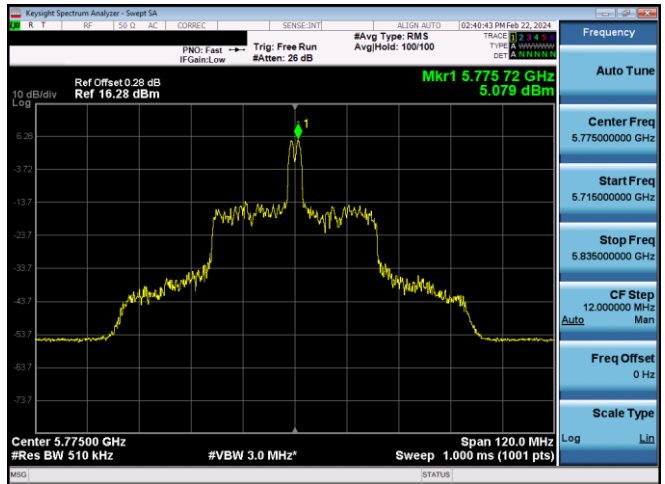 Keysight Spectrum Analyzer - Swept SA
R T RF 50 Ω AC CORREC SENSE:INT ALIGN AUTO 02:40:43 PM Feb 22, 2024
PNO: Fast Trig: Free Run #Avg Type: RMS TRACE 1 2 3 4 5 6
IFGain:Low #Atten: 26 dB Avg|Hold: 100/100 TYPE A WWWWW
DET A N N N N N
Mkr1 5.775 72 GHz
5.079 dBm
Ref Offset 0.28 dB
10 dB/div Ref 16.28 dBm
Log
1
6.28
-3.72
-13.7
-23.7
-33.7
-43.7
-53.7
-63.7
-73.7
Center 5.77500 GHz Span 120.0 MHz
#Res BW 510 kHz #VBW 3.0 MHz* Sweep 1.000 ms (1001 pts)
MSG STATUS
Frequency
Auto Tune
Center Freq
5.775000000 GHz
Start Freq
5.715000000 GHz
Stop Freq
5.835000000 GHz
CF Step
12.000000 MHz
Auto Man
Freq Offset
0 Hz
Scale Type
Log Lin